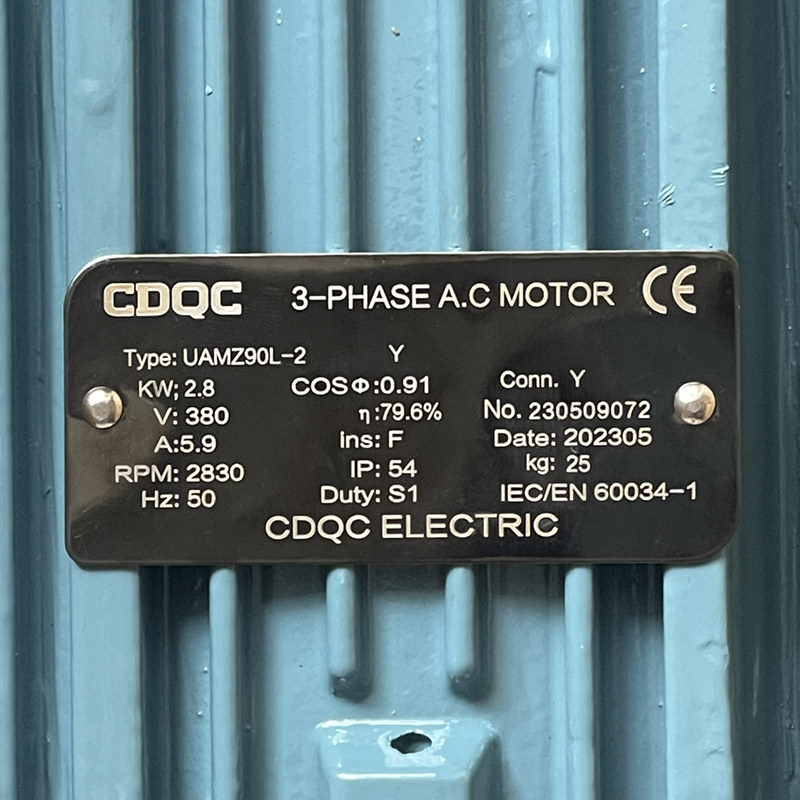 CDQC 3-PHASE A.C MOTOR CE
Type: UAMZ90L-2 Y
KW; 2.8 COSΦ:0.91 Conn. Y
V: 380 η:79.6% No. 230509072
A:5.9 ins: F Date: 202305
RPM: 2830 IP: 54 kg: 25
Hz: 50 Duty: S1 IEC/EN 60034-1
CDQC ELECTRIC